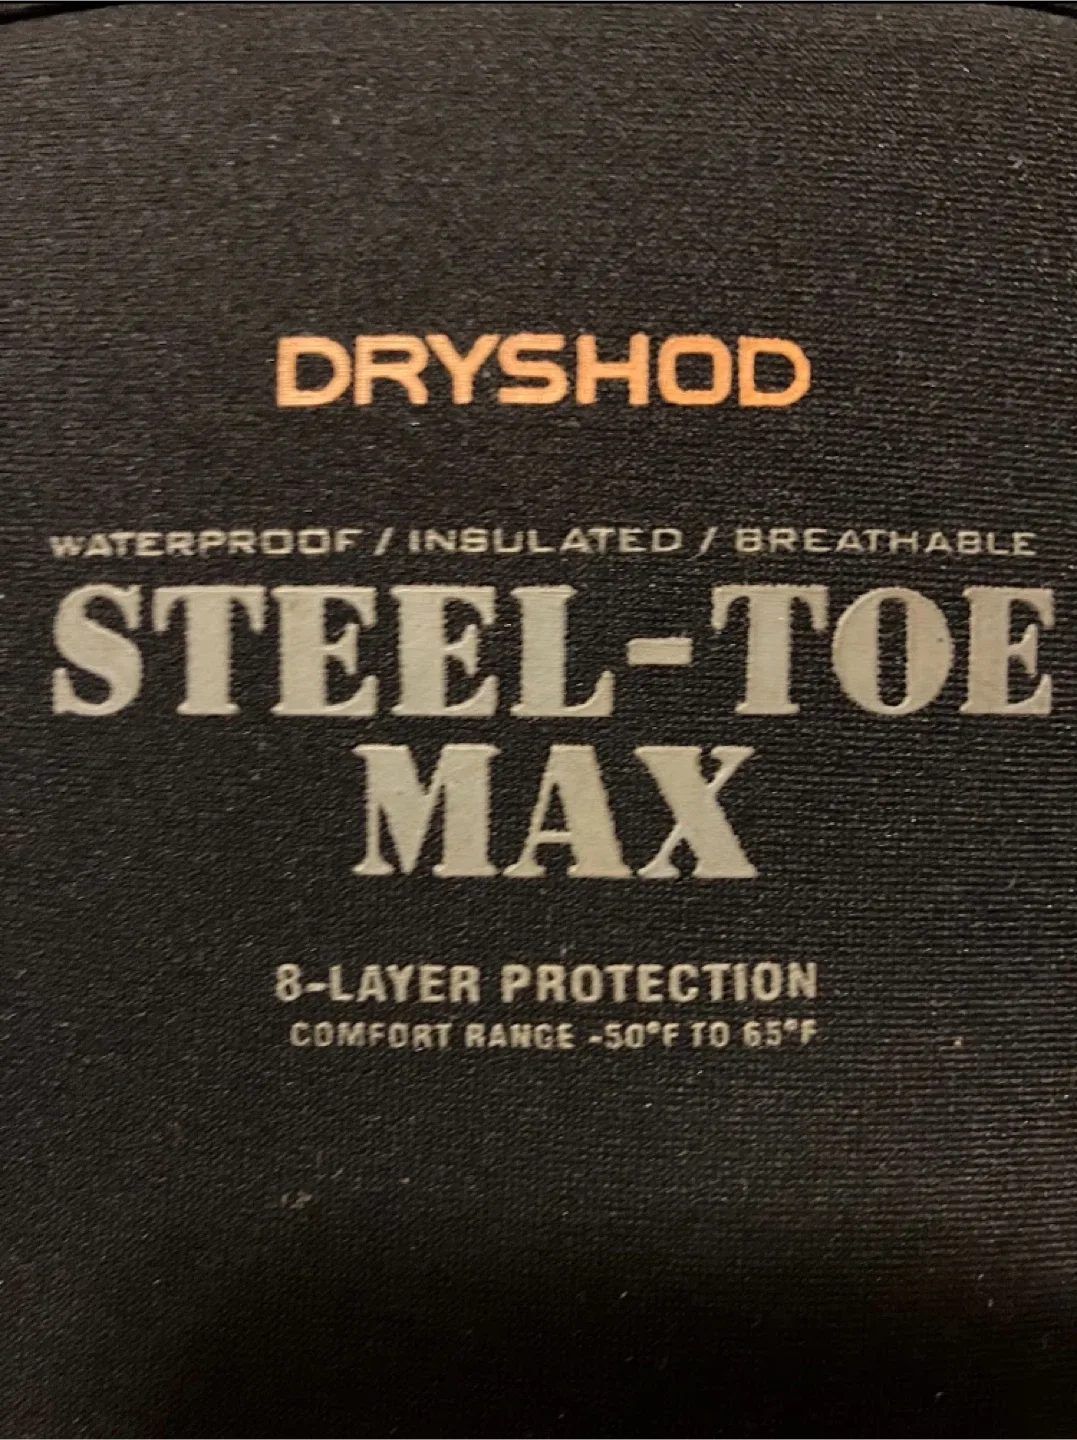 DRYSHOD
WATERPROOF / INSULATED / BREATHABLE
STEEL-TOE
MAX
8-LAYER PROTECTION
COMFORT RANGE -50°F TO 65°F